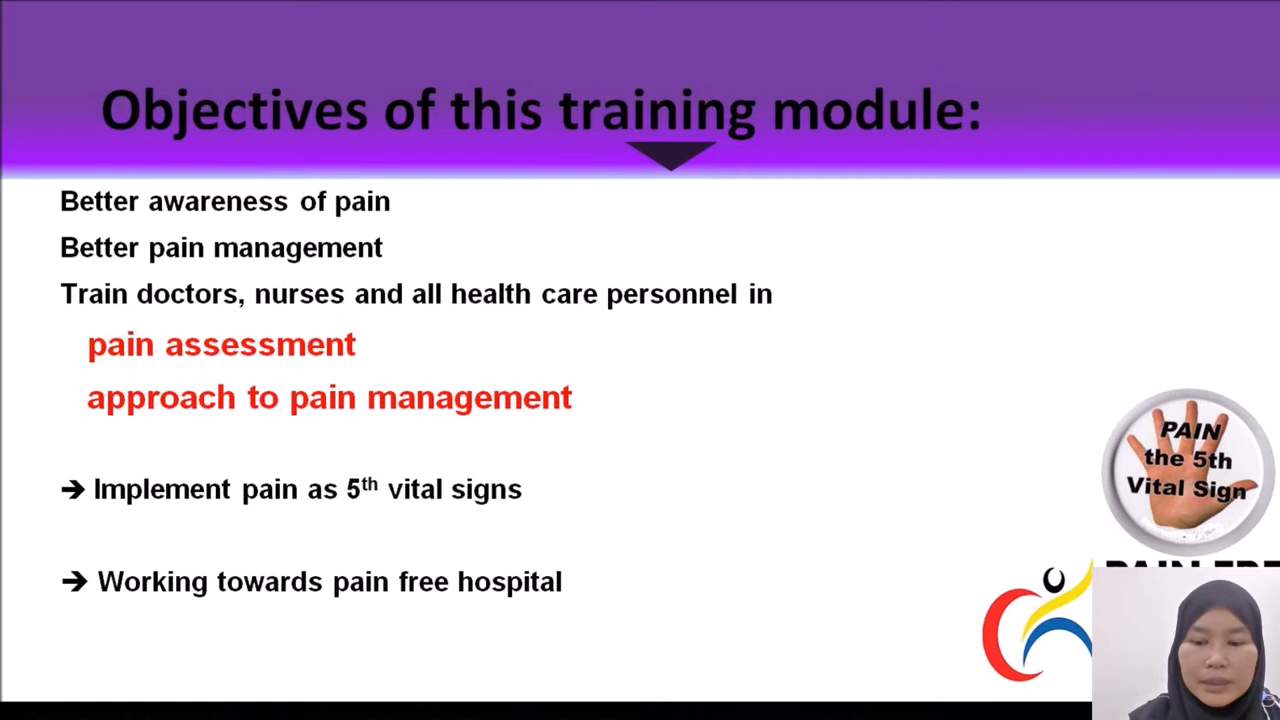 Objectives of this training module:
Better awareness of pain
Better pain management
Train doctors, nurses and all health care personnel in
pain assessment
approach to pain management
➔ Implement pain as 5th vital signs
➔ Working towards pain free hospital
PAIN
the 5th
Vital Sign
PAIN